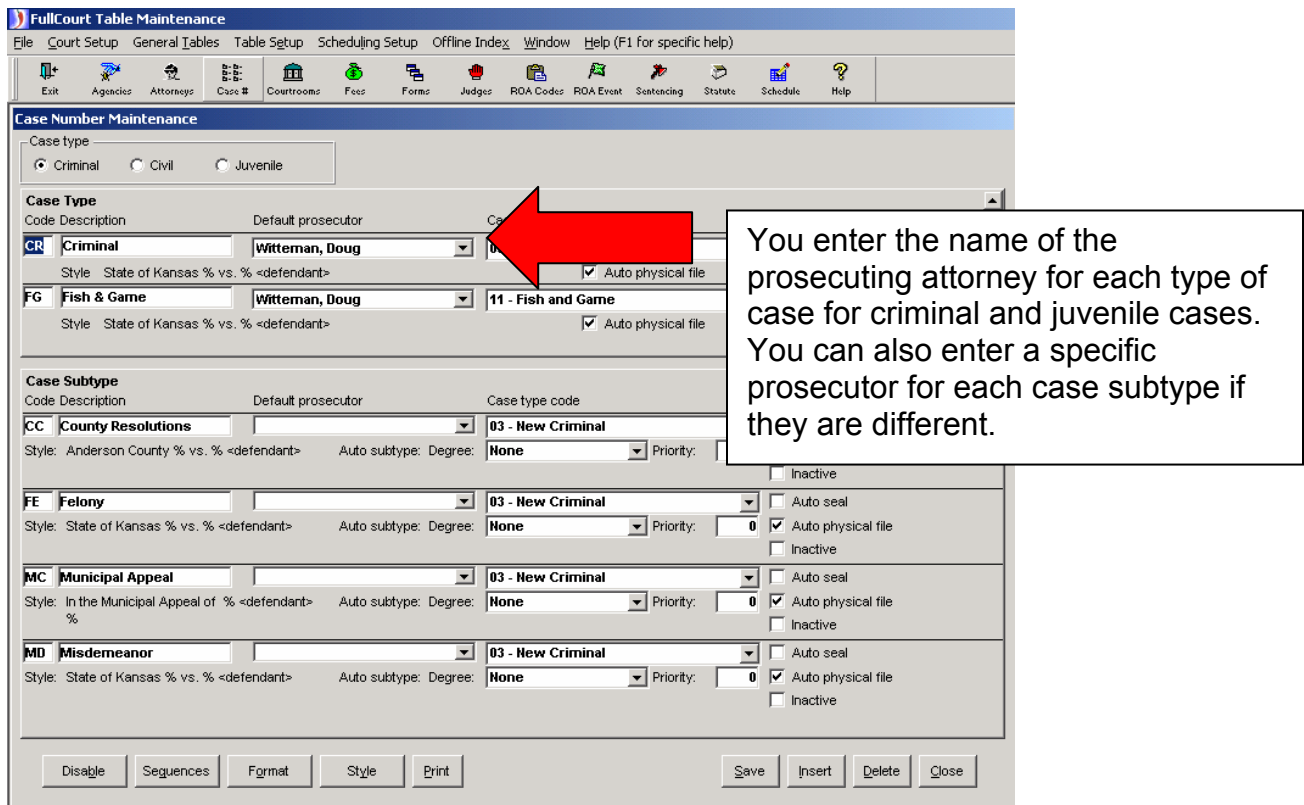 FullCourt Table Maintenance
File Court Setup General Tables Table Setup Scheduling Setup Offline Index Window Help (F1 for specific help)
Exit Agencies Attorneys Case # Courtrooms Fees Forms Judges ROA Codes ROA Event Sentencing Statute Schedule Help
Case Number Maintenance
Case type
Criminal Civil Juvenile
Case Type
Code Description Default prosecutor
CR Criminal Witteman, Doug
Style State of Kansas % vs. % <defendant> Auto physical file
FG Fish & Game Witteman, Doug 11 - Fish and Game
Style State of Kansas % vs. % <defendant> Auto physical file
You enter the name of the
prosecuting attorney for each type of
case for criminal and juvenile cases.
You can also enter a specific
prosecutor for each case subtype if
they are different.
Case Subtype
Code Description Default prosecutor Case type code
CC County Resolutions 03 - New Criminal
Style: Anderson County % vs. % <defendant> Auto subtype: Degree: None Priority:
Inactive
FE Felony 03 - New Criminal Auto seal
Style: State of Kansas % vs. % <defendant> Auto subtype: Degree: None Priority: 0 Auto physical file
Inactive
MC Municipal Appeal 03 - New Criminal Auto seal
Style: In the Municipal Appeal of % <defendant> Auto subtype: Degree: None Priority: 0 Auto physical file
%
Inactive
MD Misdemeanor 03 - New Criminal Auto seal
Style: State of Kansas % vs. % <defendant> Auto subtype: Degree: None Priority: 0 Auto physical file
Inactive
Disable Sequences Format Style Print Save Insert Delete Close